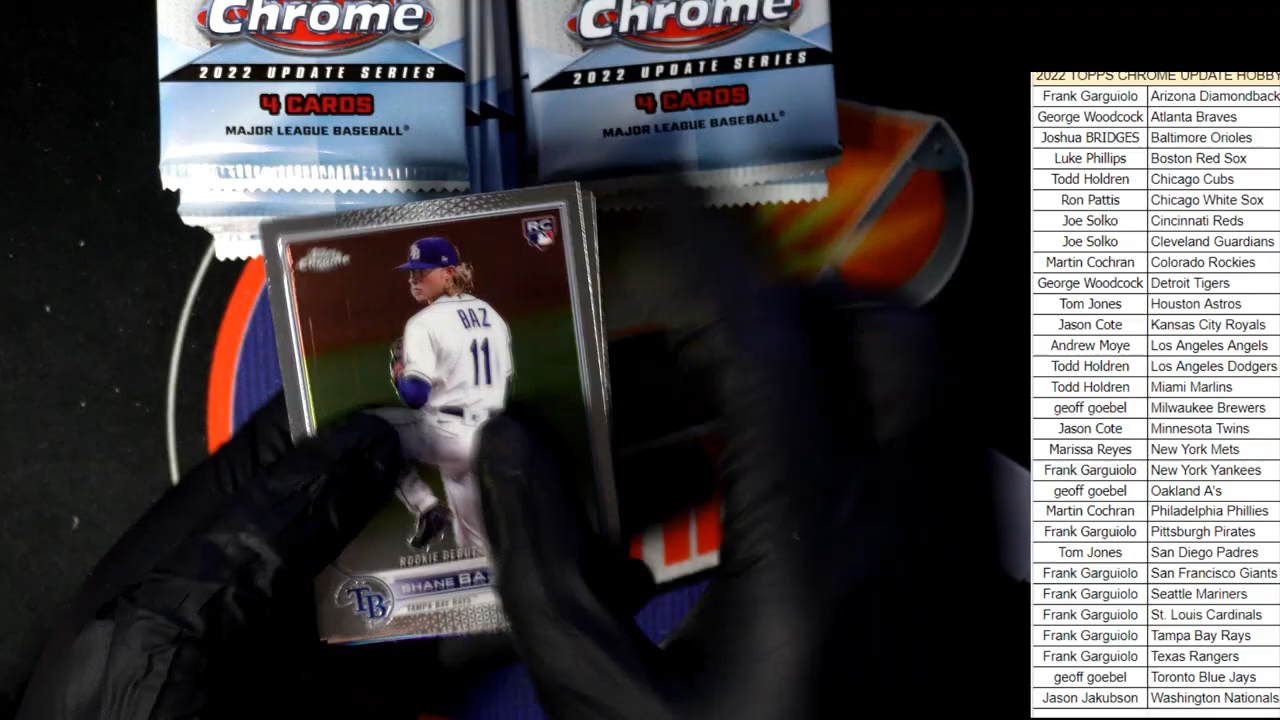 Chrome
2022 UPDATE SERIES
4 CARDS
MAJOR LEAGUE BASEBALL®
Chrome
2022 UPDATE SERIES
4 CARDS
MAJOR LEAGUE BASEBALL®
RC
BAZ
11
ROOKIE DEBUT
SHANE BA
TB
TAMPA BAY RAYS
2022 TOPPS CHROME UPDATE HOBBY
Frank Garguiolo Arizona Diamondback
George Woodcock Atlanta Braves
Joshua BRIDGES Baltimore Orioles
Luke Phillips Boston Red Sox
Todd Holdren Chicago Cubs
Ron Pattis Chicago White Sox
Joe Solko Cincinnati Reds
Joe Solko Cleveland Guardians
Martin Cochran Colorado Rockies
George Woodcock Detroit Tigers
Tom Jones Houston Astros
Jason Cote Kansas City Royals
Andrew Moye Los Angeles Angels
Todd Holdren Los Angeles Dodgers
Todd Holdren Miami Marlins
geoff goebel Milwaukee Brewers
Jason Cote Minnesota Twins
Marissa Reyes New York Mets
Frank Garguiolo New York Yankees
geoff goebel Oakland A's
Martin Cochran Philadelphia Phillies
Frank Garguiolo Pittsburgh Pirates
Tom Jones San Diego Padres
Frank Garguiolo San Francisco Giants
Frank Garguiolo Seattle Mariners
Frank Garguiolo St. Louis Cardinals
Frank Garguiolo Tampa Bay Rays
Frank Garguiolo Texas Rangers
geoff goebel Toronto Blue Jays
Jason Jakubson Washington Nationals